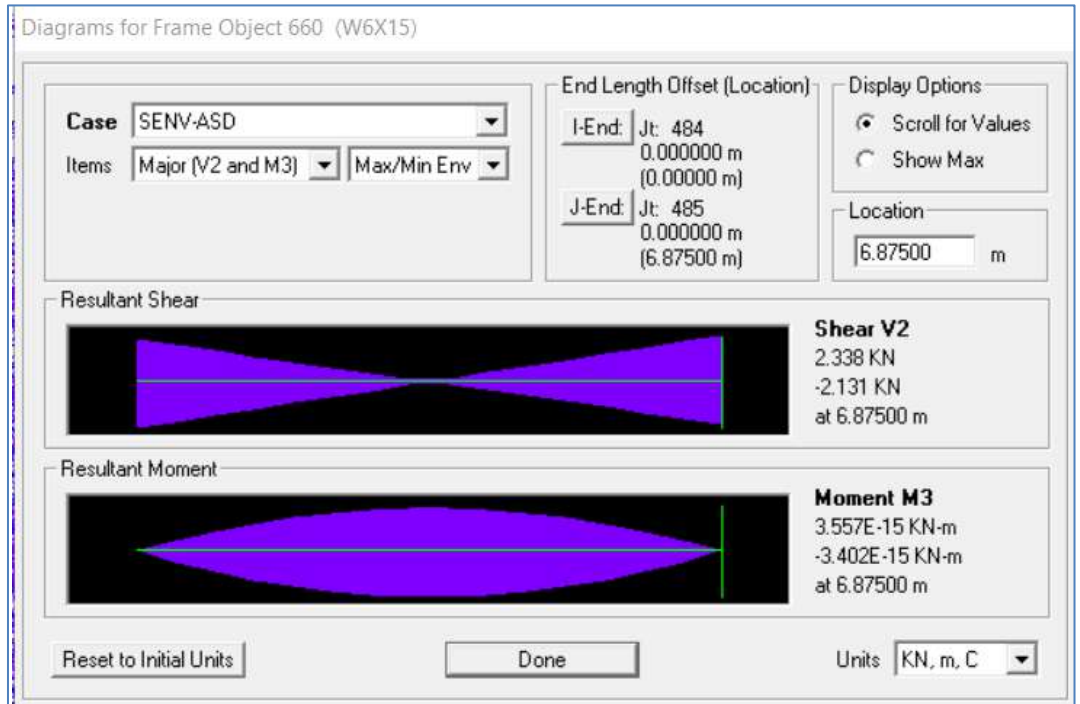 Diagrams for Frame Object 660 (W6X15)
Case SENV-ASD
Items Major (V2 and M3) Max/Min Env
End Length Offset (Location)
I-End: Jt: 484
0.000000 m
(0.00000 m)
J-End: Jt: 485
0.000000 m
(6.87500 m)
Display Options
Scroll for Values
Show Max
Location
6.87500 m
Resultant Shear
Shear V2
2.338 KN
-2.131 KN
at 6.87500 m
Resultant Moment
Moment M3
3.557E-15 KN-m
-3.402E-15 KN-m
at 6.87500 m
Reset to Initial Units
Done
Units KN, m, C